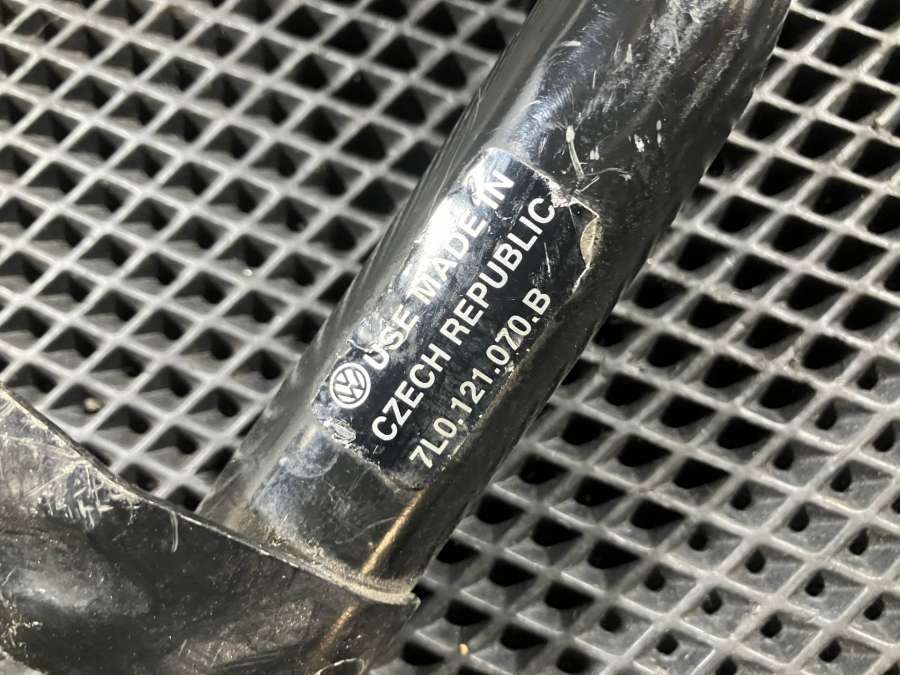 USE MADE IN
CZECH REPUBLIC
7L0.121.070.B